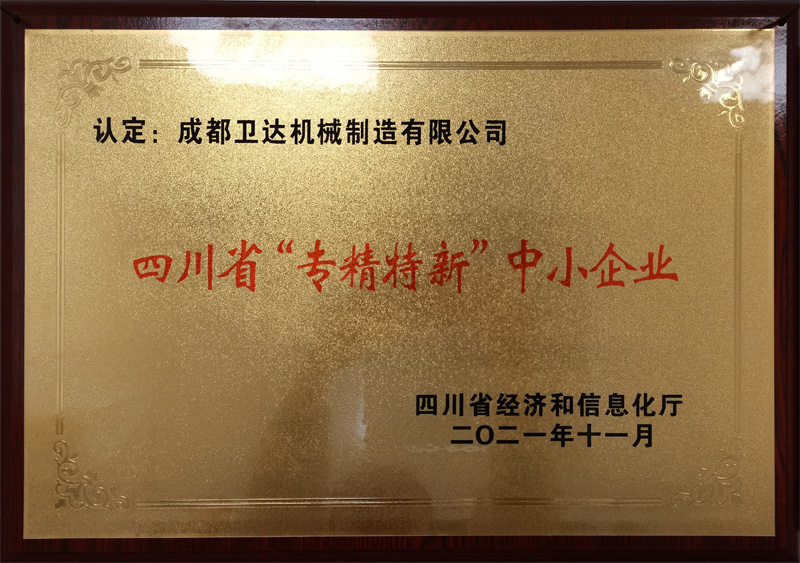 认定：成都卫达机械制造有限公司
四川省“专精特新”中小企业
四川省经济和信息化厅
二〇二一年十一月